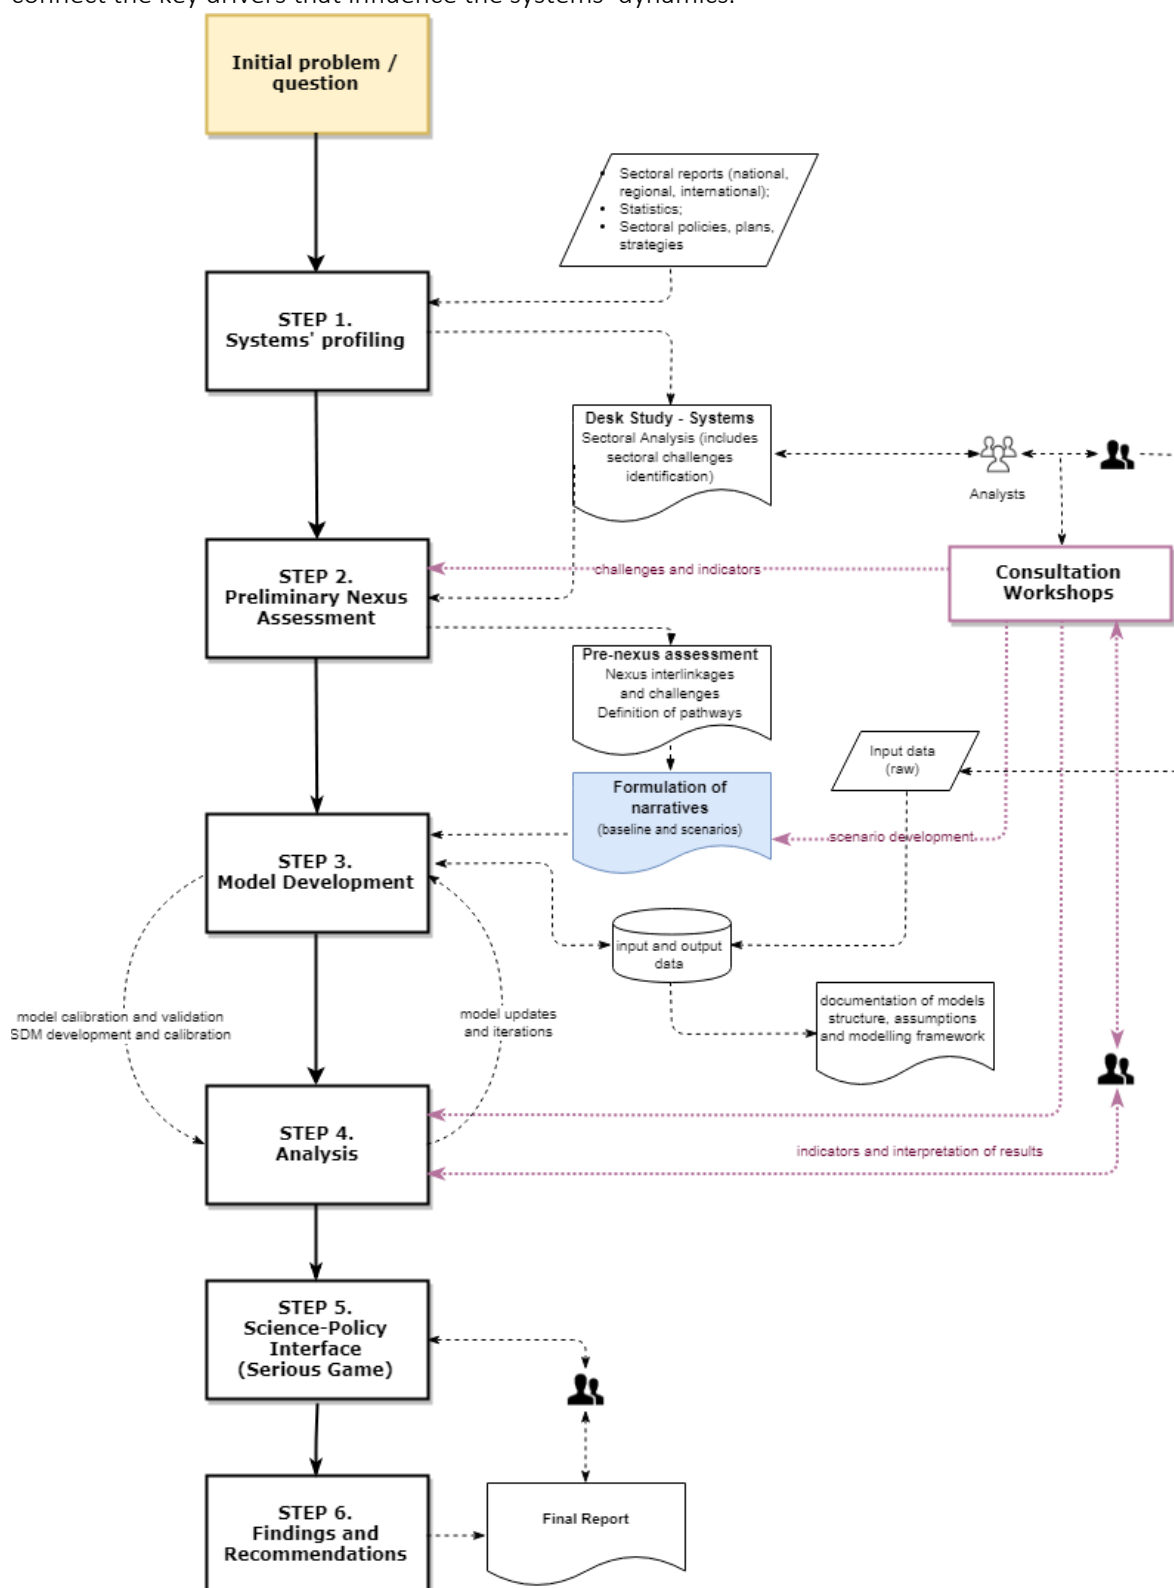 connect the key drivers that influence the systems' dynamics.
Initial problem /
question
• Sectoral reports (national,
regional, international);
• Statistics;
• Sectoral policies, plans,
strategies
STEP 1.
Systems' profiling
Desk Study - Systems
Sectoral Analysis (includes
sectoral challenges
identification)
Analysts
STEP 2.
Preliminary Nexus
Assessment
challenges and indicators
Consultation
Workshops
Pre-nexus assessment
Nexus interlinkages
and challenges
Definition of pathways
Input data
(raw)
Formulation of
narratives
(baseline and scenarios)
scenario development
STEP 3.
Model Development
input and output
data
documentation of models
structure, assumptions
and modelling framework
model calibration and validation
SDM development and calibration
model updates
and iterations
STEP 4.
Analysis
indicators and interpretation of results
STEP 5.
Science-Policy
Interface
(Serious Game)
STEP 6.
Findings and
Recommendations
Final Report